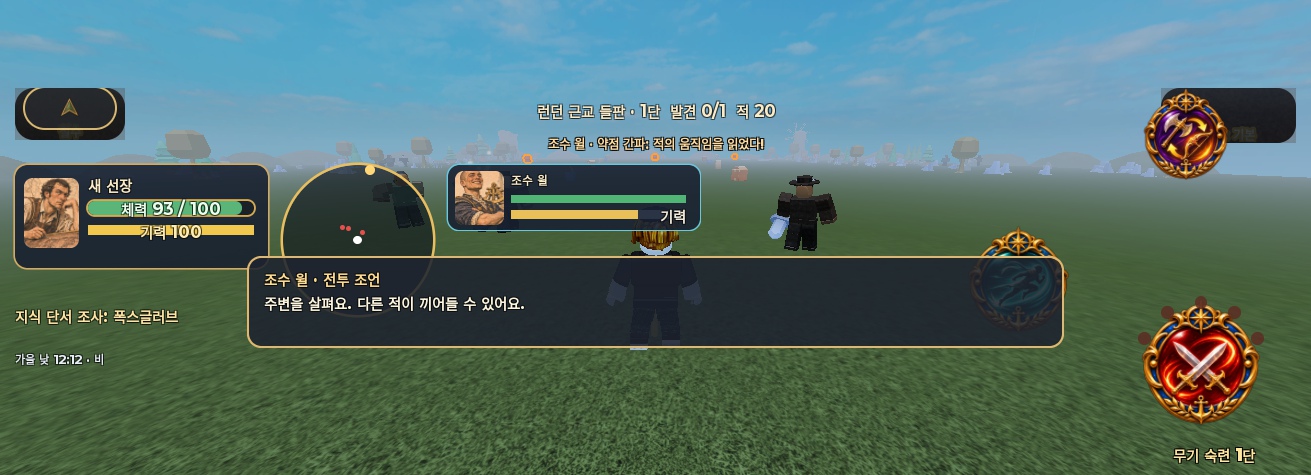 런던 근교 들판 · 1단 발견 0/1 적 20
조수 윌 · 약점 간파: 적의 움직임을 읽었다!
새 선장
체력 93 / 100
기력 100
조수 윌
기력
조수 윌 · 전투 조언
주변을 살펴요. 다른 적이 끼어들 수 있어요.
지식 단서 조사: 폭스글러브
가을 낮 12:12 · 비
무기 숙련 1단